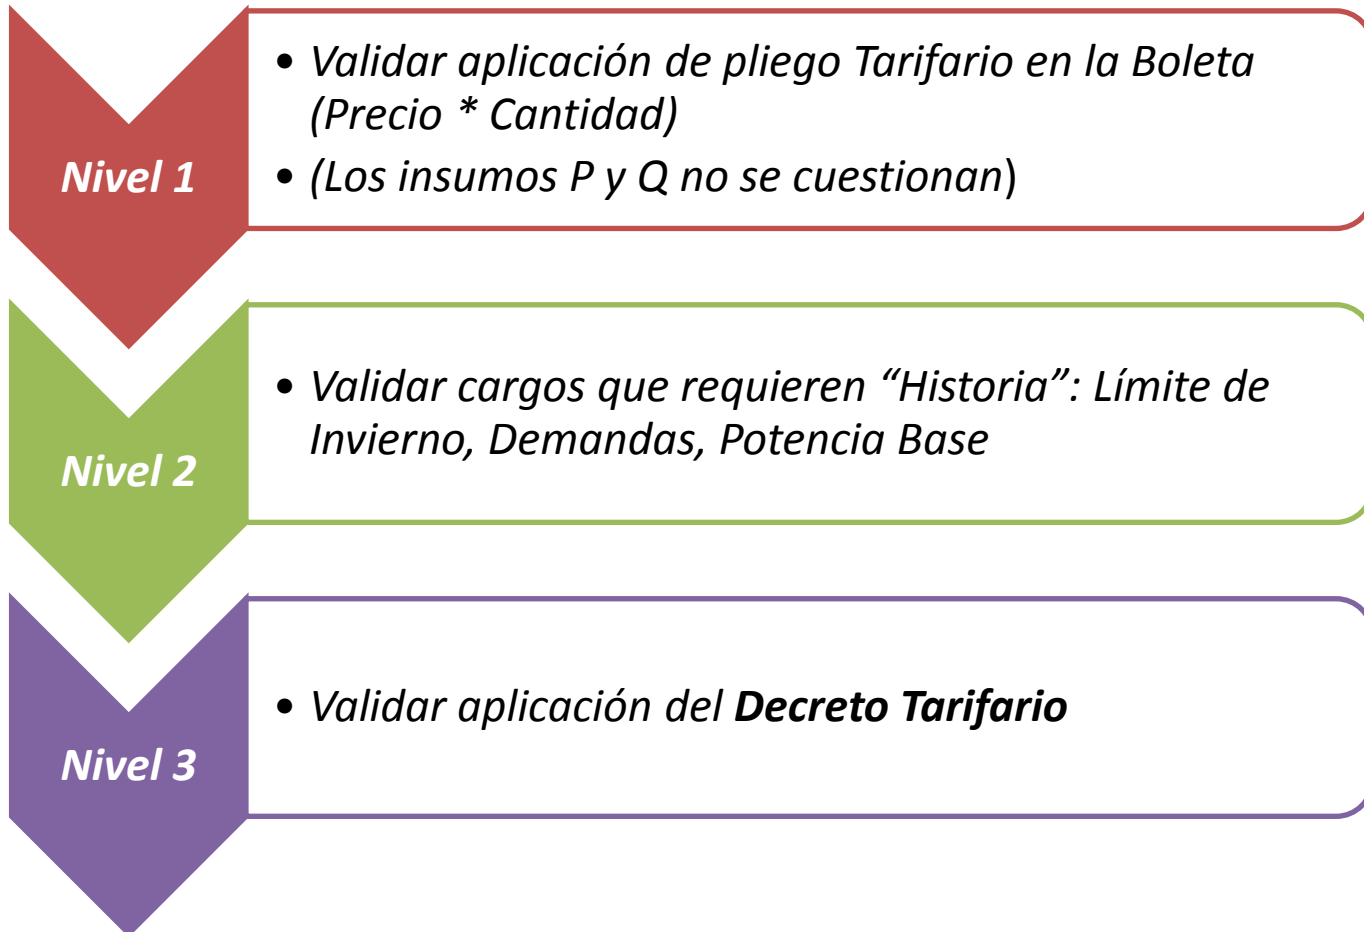 Nivel 1
• Validar aplicación de pliego Tarifario en la Boleta
(Precio * Cantidad)
• (Los insumos P y Q no se cuestionan)
Nivel 2
• Validar cargos que requieren “Historia”: Límite de
Invierno, Demandas, Potencia Base
Nivel 3
• Validar aplicación del Decreto Tarifario